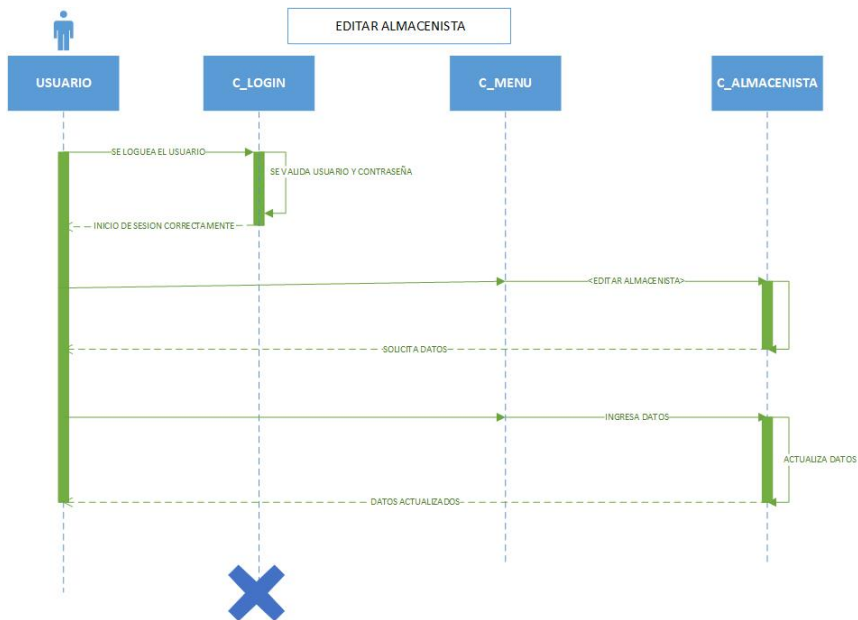 EDITAR ALMACENISTA
USUARIO
C_LOGIN
C_MENU
C_ALMACENISTA
SE LOGUEA EL USUARIO
SE VALIDA USUARIO Y CONTRASEÑA
INICIO DE SESION CORRECTAMENTE
<EDITAR ALMACENISTA>
SOLICITA DATOS
INGRESA DATOS
ACTUALIZA DATOS
DATOS ACTUALIZADOS